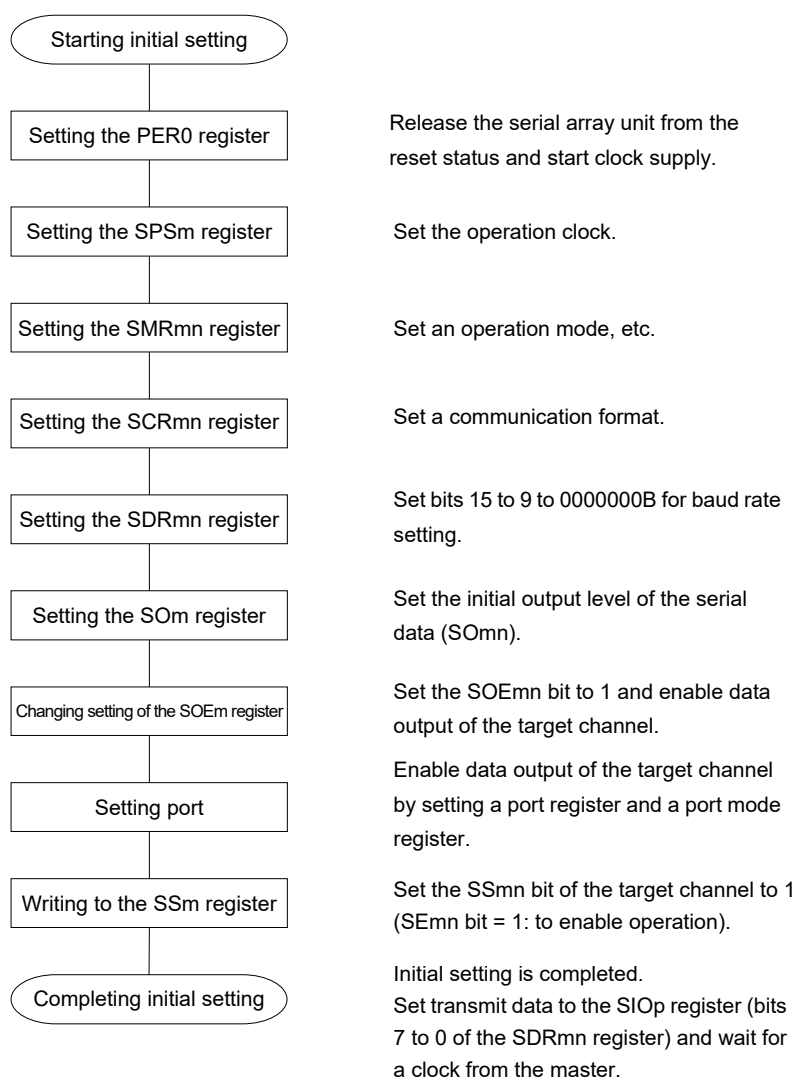 Starting initial setting
Setting the PER0 register
Release the serial array unit from the
reset status and start clock supply.
Setting the SPSm register
Set the operation clock.
Setting the SMRmn register
Set an operation mode, etc.
Setting the SCRmn register
Set a communication format.
Setting the SDRmn register
Set bits 15 to 9 to 0000000B for baud rate
setting.
Setting the SOm register
Set the initial output level of the serial
data (SOmn).
Changing setting of the SOEm register
Set the SOEmn bit to 1 and enable data
output of the target channel.
Setting port
Enable data output of the target channel
by setting a port register and a port mode
register.
Writing to the SSm register
Set the SSmn bit of the target channel to 1
(SEmn bit = 1: to enable operation).
Completing initial setting
Initial setting is completed.
Set transmit data to the SIOp register (bits
7 to 0 of the SDRmn register) and wait for
a clock from the master.